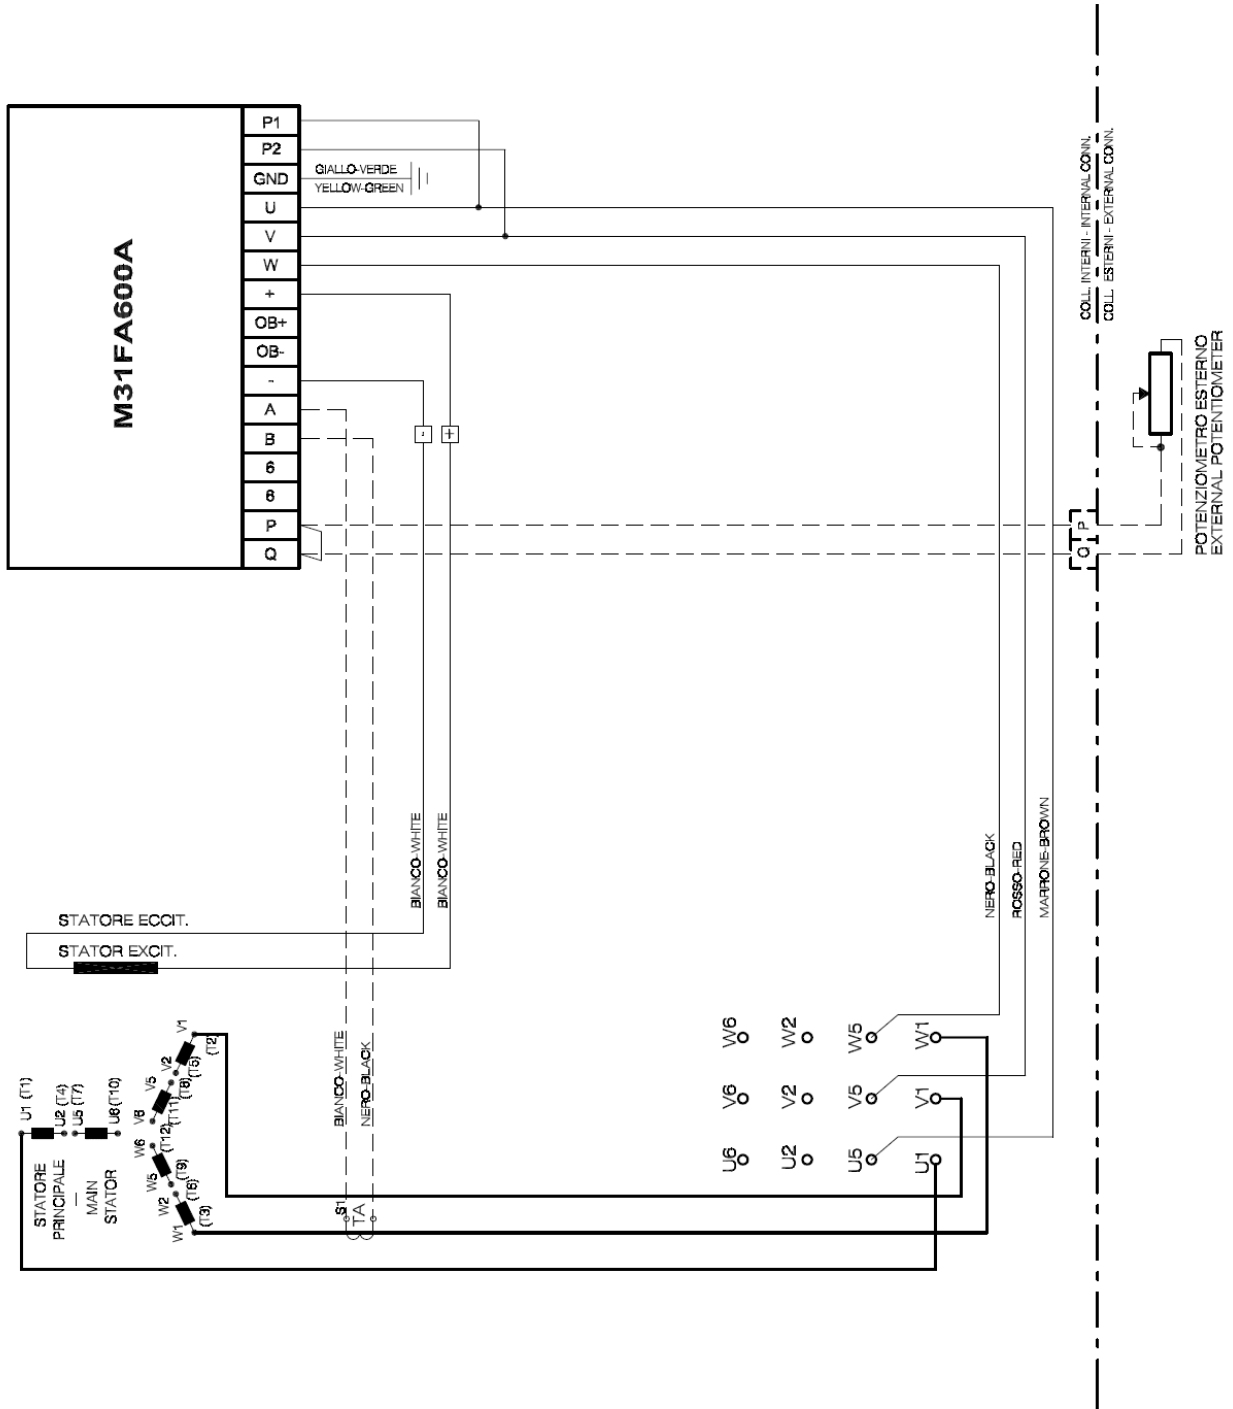 M31FA600A
P1
P2
GND
U
V
W
+
OB+
OB-
-
A
B
6
8
P
Q
GIALLO-VERDE
YELLOW-GREEN
COLL. INTERNI - INTERNAL CONN.
COLL. ESTERNI - EXTERNAL CONN.
POTENZIOMETRO ESTERNO
EXTERNAL POTENTIOMETER
-
+
P
Q
BIANCO-WHITE
BIANCO-WHITE
NERO-BLACK
ROSSO-RED
MARRONE-BROWN
STATORE ECCIT.
STATOR EXCIT.
BIANCO-WHITE
NERO-BLACK
S1
TA
STATORE
PRINCIPALE
—
MAIN
STATOR
U1 (T1)
U2 (T4)
U5 (T7)
U6 (T10)
V1
(T2)
V2
(T5)
V5
(T8)
V6
(T11)
W6
(T12)
W5
(T9)
W2
(T6)
W1
(T3)
W6
W2
W5
W1
V6
V2
V5
V1
U6
U2
U5
U1